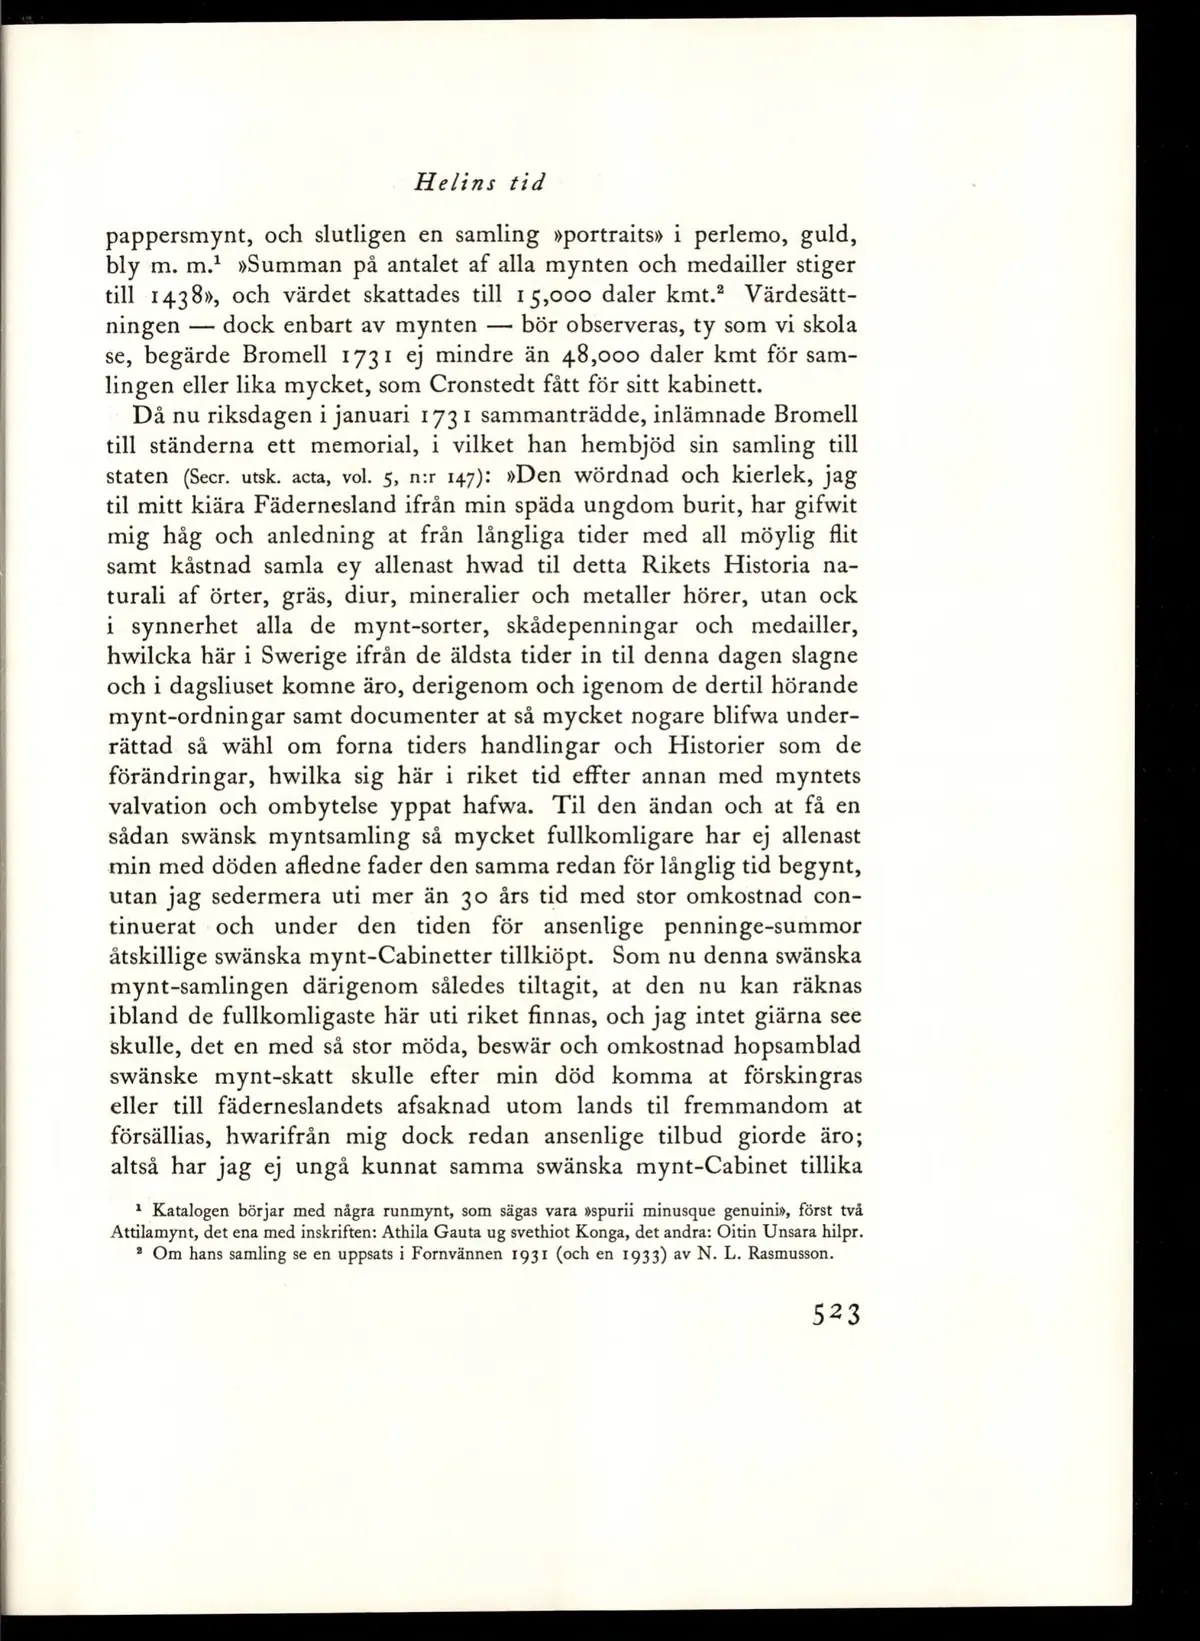 Helins tid
pappersmynt, och slutligen en samling »portraits» i perlemo, guld,
bly m. m.¹ »Summan på antalet af alla mynten och medailler stiger
till 1438», och värdet skattades till 15,000 daler kmt.² Värdesätt-
ningen — dock enbart av mynten — bör observeras, ty som vi skola
se, begärde Bromell 1731 ej mindre än 48,000 daler kmt för sam-
lingen eller lika mycket, som Cronstedt fått för sitt kabinett.
Då nu riksdagen i januari 1731 sammanträdde, inlämnade Bromell
till ständerna ett memorial, i vilket han hembjöd sin samling till
staten (Secr. utsk. acta, vol. 5, n:r 147): »Den wördnad och kierlek, jag
til mitt kiära Fädernesland ifrån min späda ungdom burit, har gifwit
mig håg och anledning at från långliga tider med all möylig flit
samt kåstnad samla ey allenast hwad til detta Rikets Historia na-
turali af örter, gräs, diur, mineralier och metaller hörer, utan ock
i synnerhet alla de mynt-sorter, skådepenningar och medailler,
hwilcka här i Swerige ifrån de äldsta tider in til denna dagen slagne
och i dagsliuset komne äro, derigenom och igenom de dertil hörande
mynt-ordningar samt documenter at så mycket nogare blifwa under-
rättad så wähl om forna tiders handlingar och Historier som de
förändringar, hwilka sig här i riket tid effter annan med myntets
valvation och ombytelse yppat hafwa. Til den ändan och at få en
sådan swänsk myntsamling så mycket fullkomligare har ej allenast
min med döden afledne fader den samma redan för långlig tid begynt,
utan jag sedermera uti mer än 30 års tid med stor omkostnad con-
tinuerat och under den tiden för ansenlige penninge-summor
åtskillige swänska mynt-Cabinetter tillkiöpt. Som nu denna swänska
mynt-samlingen därigenom således tiltagit, at den nu kan räknas
ibland de fullkomligaste här uti riket finnas, och jag intet giärna see
skulle, det en med så stor möda, beswär och omkostnad hopsamblad
swänske mynt-skatt skulle efter min död komma at förskingras
eller till fäderneslandets afsaknad utom lands til fremmandom at
försällias, hwarifrån mig dock redan ansenlige tilbud giorde äro;
altså har jag ej ungå kunnat samma swänska mynt-Cabinet tillika
¹ Katalogen börjar med några runmynt, som sägas vara »spurii minusque genuini», först två
Attilamynt, det ena med inskriften: Athila Gauta ug svethiot Konga, det andra: Oitin Unsara hilpr.
² Om hans samling se en uppsats i Fornvännen 1931 (och en 1933) av N. L. Rasmusson.
523